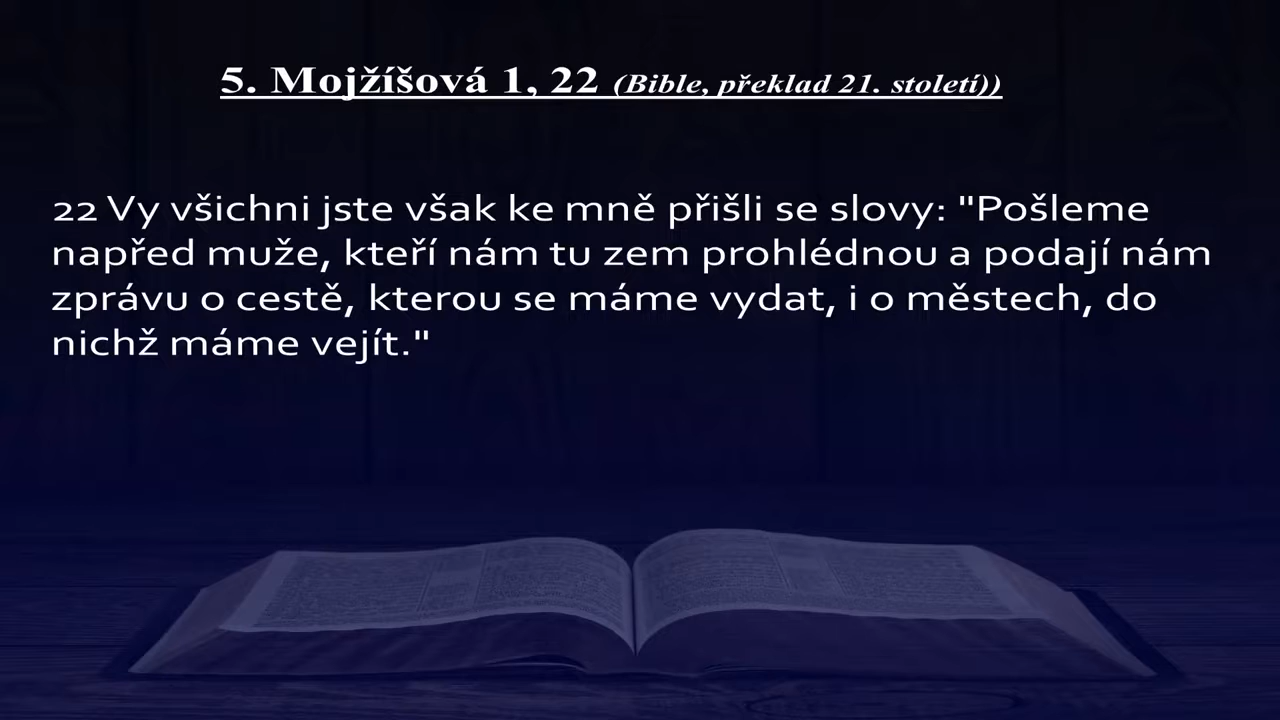 5. Mojžíšová 1, 22 (Bible, překlad 21. století))
22 Vy všichni jste však ke mně přišli se slovy: "Pošleme
napřed muže, kteří nám tu zem prohlédnou a podají nám
zprávu o cestě, kterou se máme vydat, i o městech, do
nichž máme vejít."